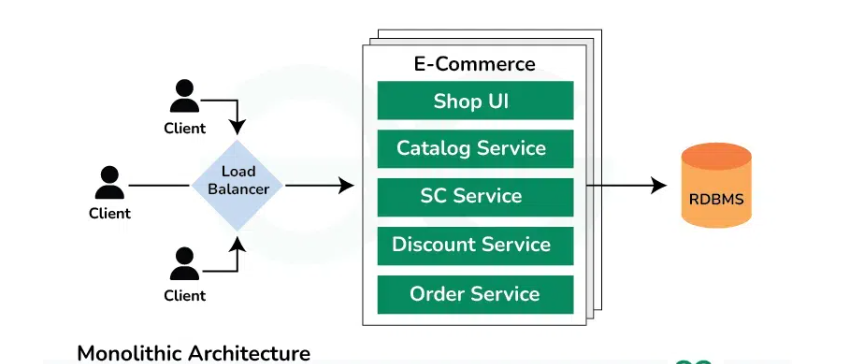 E-Commerce
Shop UI
Client
Load
Balancer
Catalog Service
Client
SC Service
RDBMS
Discount Service
Client
Order Service
Monolithic Architecture